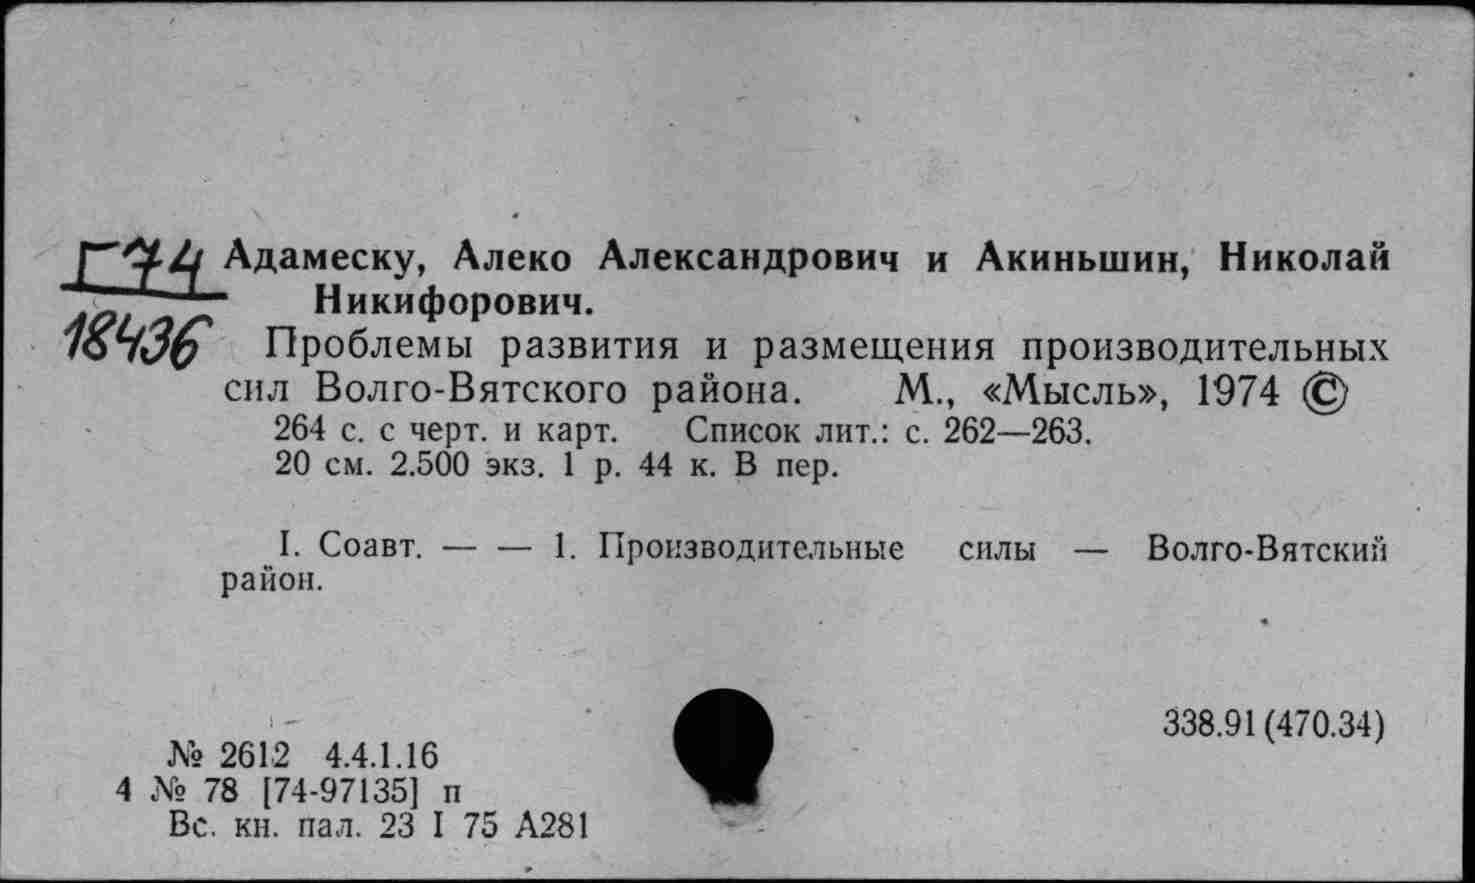 Г74
18436
Адамеску, Алеко Александрович и Акиньшин, Николай
Никифорович.
Проблемы развития и размещения производительных
сил Волго-Вятского района. М., «Мысль», 1974 ©
264 с. с черт. и карт. Список лит.: с. 262—263.
20 см. 2.500 экз. 1 р. 44 к. В пер.
I. Соавт. — — 1. Производительные силы — Волго-Вятский
район.
338.91 (470.34)
№ 2612 4.4.1.16
4 № 78 [74-97135] п
Вс. кн. пал. 23 I 75 А281